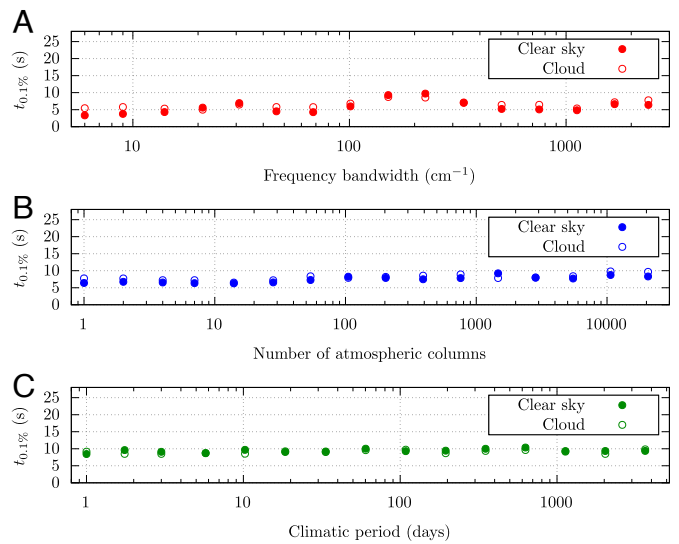 A
t0.1% (s)
25
20
15
10
5
0
Clear sky
Cloud
10 100 1000
Frequency bandwidth (cm−1)
B
t0.1% (s)
25
20
15
10
5
0
Clear sky
Cloud
1 10 100 1000 10000
Number of atmospheric columns
C
t0.1% (s)
25
20
15
10
5
0
Clear sky
Cloud
1 10 100 1000
Climatic period (days)